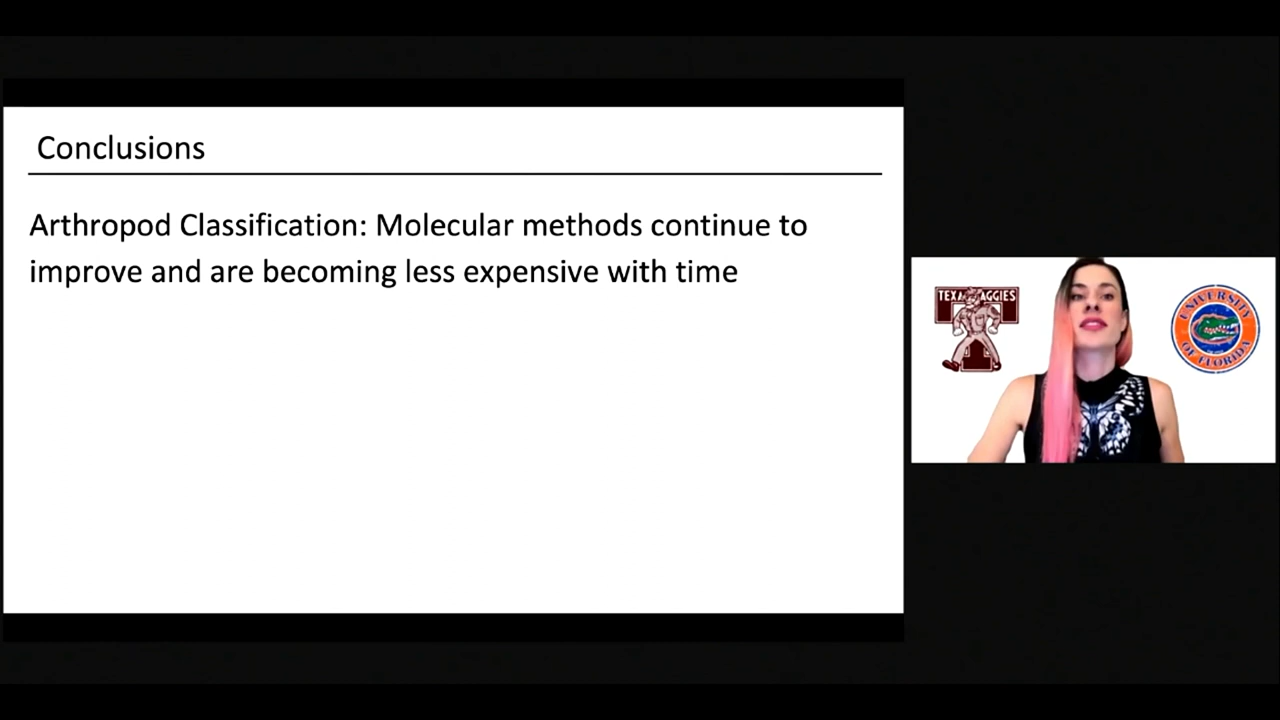 Conclusions
Arthropod Classification: Molecular methods continue to
improve and are becoming less expensive with time
TEXAS AGGIES
UNIVERSITY
OF FLORIDA